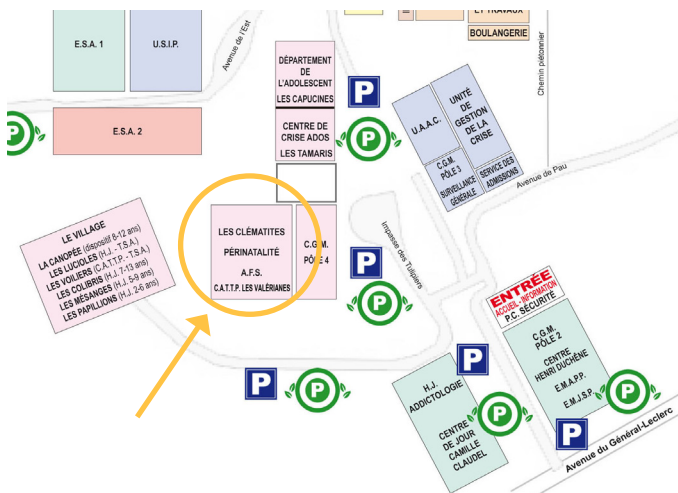 ET TRAVAUX
BOULANGERIE
Chemin piétonnier
E.S.A. 1
U.S.I.P.
Avenue de l'Est
DÉPARTEMENT
DE
L'ADOLESCENT
LES CAPUCINES
P
P
UNITÉ
DE
GESTION
DE LA
CRISE
U.A.A.C.
E.S.A. 2
P
CENTRE DE
CRISE ADOS
LES TAMARIS
C.G.M.
PÔLE 3
SURVEILLANCE
GÉNÉRALE
SERVICE DES
ADMISSIONS
Avenue de Pau
LE VILLAGE
LA CANOPÉE (dispositif 8-12 ans)
LES LUCIOLES (H.J. - T.S.A.)
LES VOILIERS (C.A.T.T.P. - T.S.A.)
LES COLIBRIS (H.J. 7-13 ans)
LES MÉSANGES (H.J. 5-9 ans)
LES PAPILLONS (H.J. 2-6 ans)
LES CLÉMATITES
PÉRINATALITÉ
A.F.S.
C.A.T.T.P. LES VALÉRIANES
C.G.M.
PÔLE 4
Impasse des Tulipiers
P
P
ENTRÉE
ACCUEIL - INFORMATION
P.C. SÉCURITÉ
C.G.M.
PÔLE 2
CENTRE
HENRI DUCHÊNE
E.M.A.P.P.
E.M.I.S.P.
P
P
P
H.J.
ADDICTOLOGIE
CENTRE
DE JOUR
CAMILLE
CLAUDEL
P
P
P
Avenue du Général-Leclerc